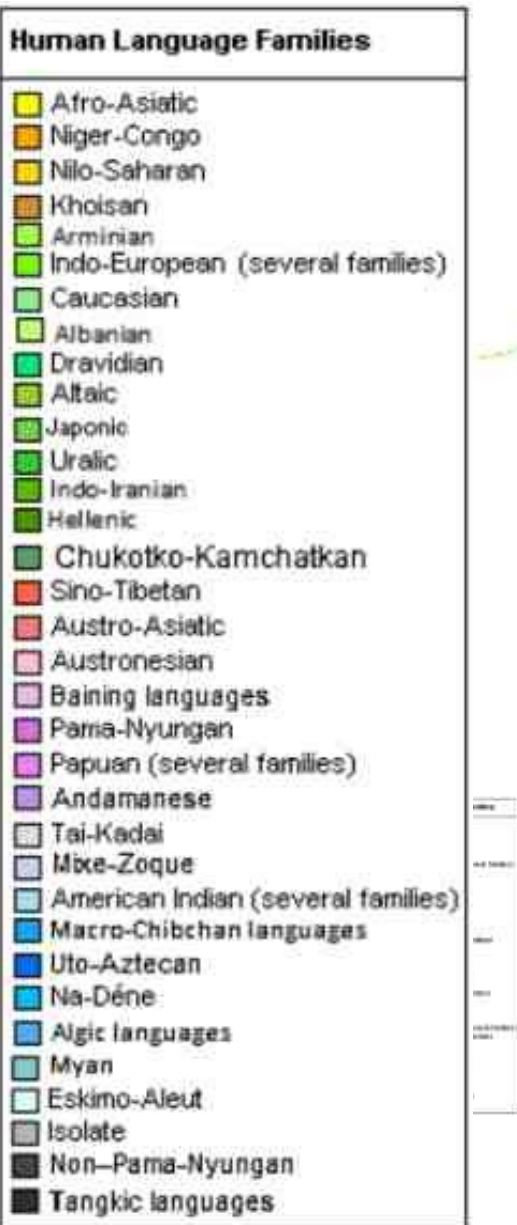 Human Language Families
Afro-Asiatic
Niger-Congo
Nilo-Saharan
Khoisan
Arminian
Indo-European (several families)
Caucasian
Albanian
Dravidian
Altaic
Japonic
Uralic
Indo-Iranian
Hellenic
Chukotko-Kamchatkan
Sino-Tibetan
Austro-Asiatic
Austronesian
Baining languages
Pama-Nyungan
Papuan (several families)
Andamanese
Tai-Kadai
Mixe-Zoque
American Indian (several families)
Macro-Chibchan languages
Uto-Aztecan
Na-Déne
Algic languages
Myan
Eskimo-Aleut
Isolate
Non-Pama-Nyungan
Tangkic languages